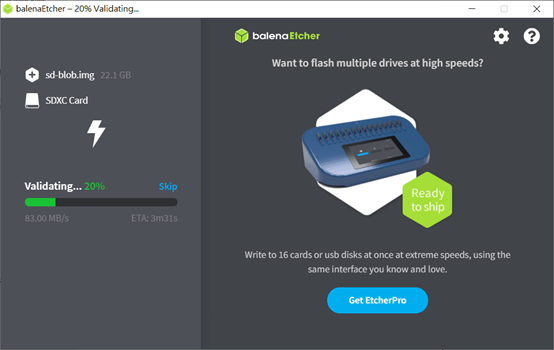 balenaEtcher – 20% Validating...
balenaEtcher
sd-blob.img 22.1 GB
SDXC Card
Validating... 20% Skip
83.00 MB/s ETA: 3m31s
Want to flash multiple drives at high speeds?
Ready
to ship
Write to 16 cards or usb disks at once at extreme speeds, using the
same interface you know and love.
Get EtcherPro